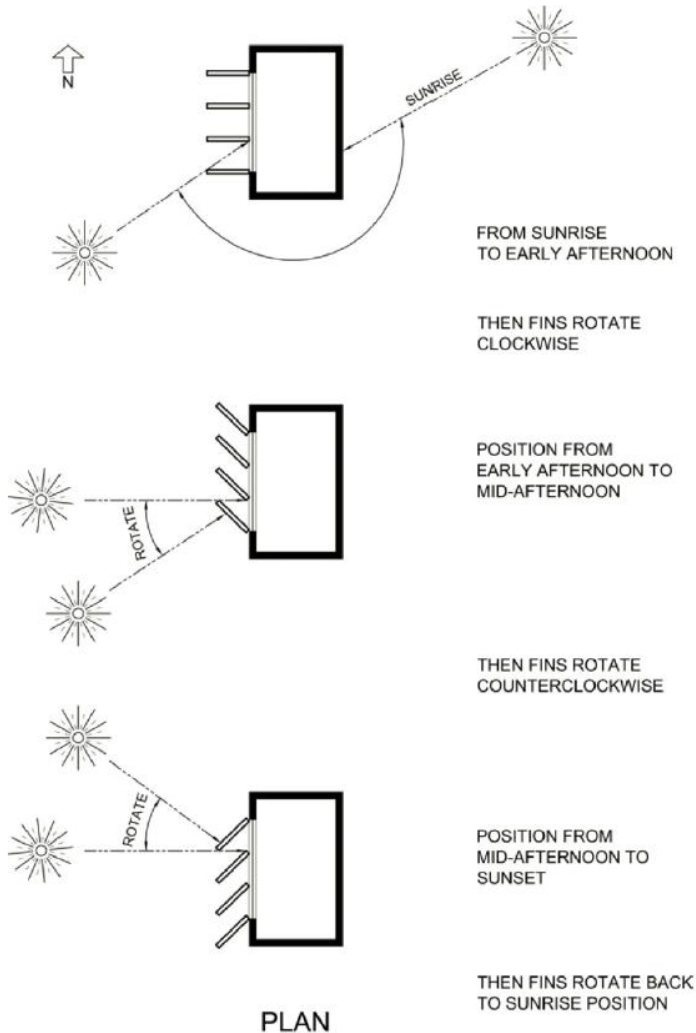 N
SUNRISE
FROM SUNRISE
TO EARLY AFTERNOON
THEN FINS ROTATE
CLOCKWISE
POSITION FROM
EARLY AFTERNOON TO
MID-AFTERNOON
ROTATE
THEN FINS ROTATE
COUNTERCLOCKWISE
ROTATE
POSITION FROM
MID-AFTERNOON TO
SUNSET
THEN FINS ROTATE BACK
TO SUNRISE POSITION
PLAN